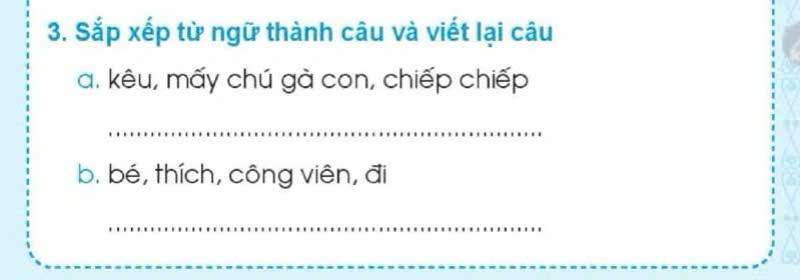 3. Sắp xếp từ ngữ thành câu và viết lại câu
a. kêu, mấy chú gà con, chiếp chiếp
............................................................
b. bé, thích, công viên, đi
............................................................